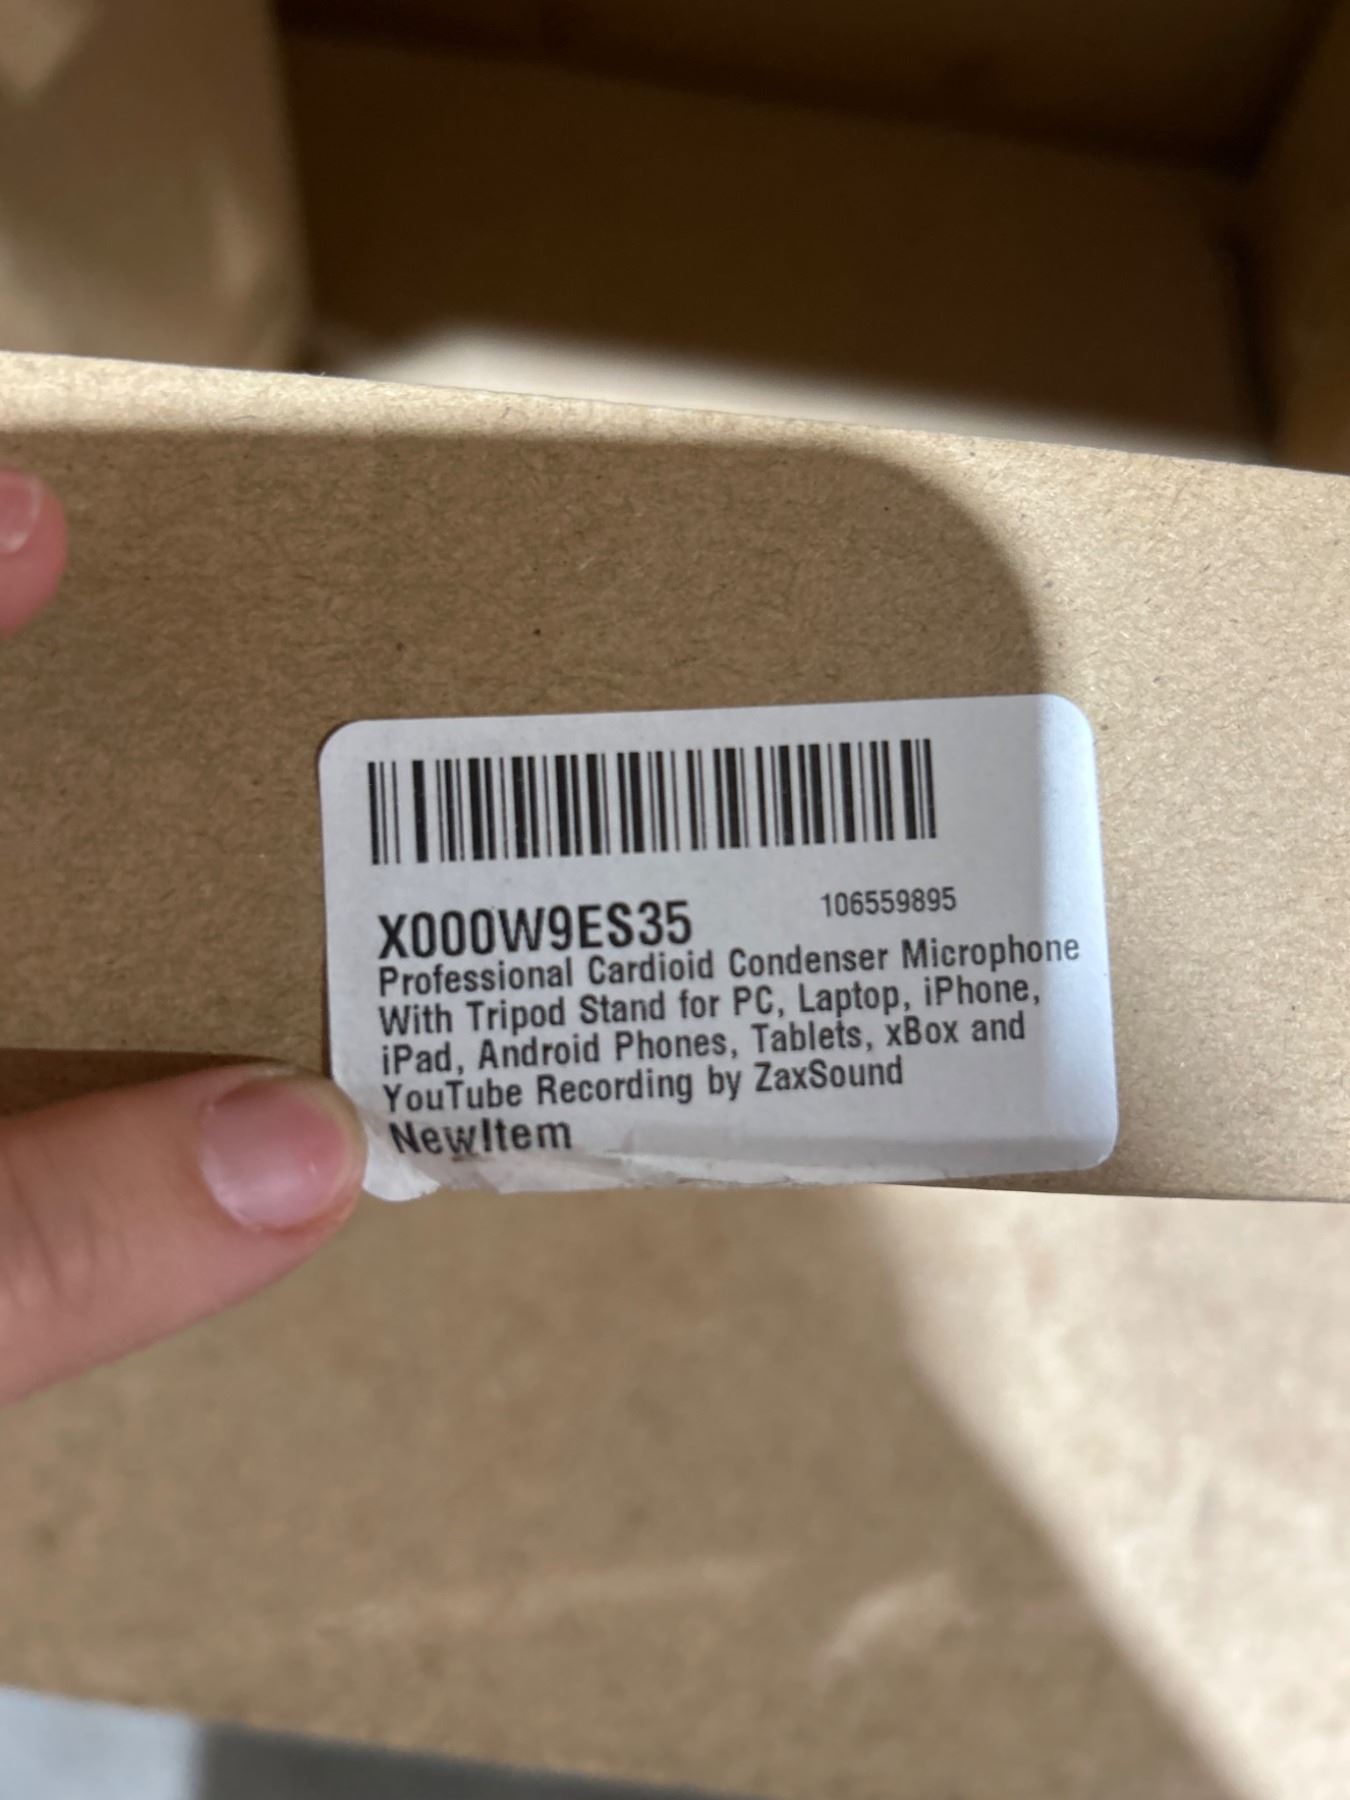 X000W9ES35 106559895
Professional Cardioid Condenser Microphone
With Tripod Stand for PC, Laptop, iPhone,
iPad, Android Phones, Tablets, xBox and
YouTube Recording by ZaxSound
NewItem